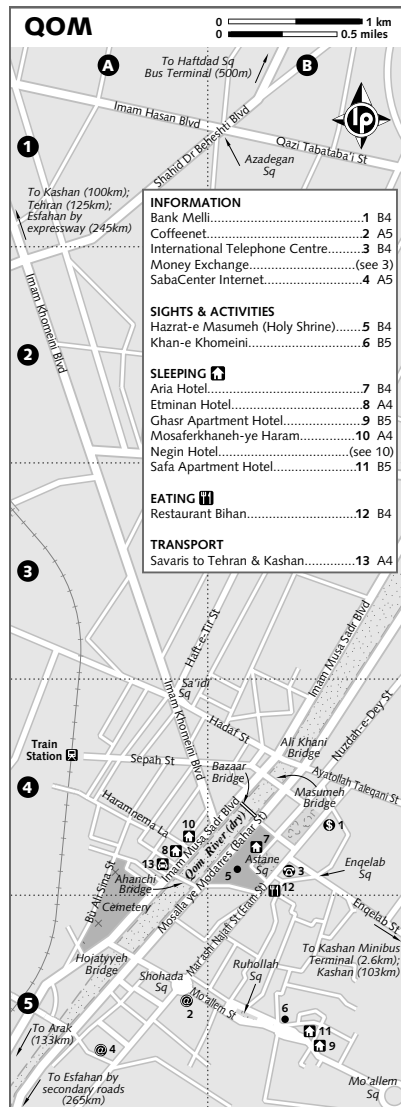 QOM
0 1 km
0 0.5 miles
A
B
To Haftdad Sq
Bus Terminal (500m)
Imam Hasan Blvd
Shahid Dr Beheshti Blvd
Qazi Tabataba'i St
Azadegan
Sq
lp
1
To Kashan (100km);
Tehran (125km);
Esfahan by
expressway (245km)
Imam Khomeini Blvd
2
INFORMATION
Bank Melli 1 B4
Coffeenet 2 A5
International Telephone Centre 3 B4
Money Exchange (see 3)
SabaCenter Internet 4 A5
SIGHTS & ACTIVITIES
Hazrat-e Masumeh (Holy Shrine) 5 B4
Khan-e Khomeini 6 B5
SLEEPING
Aria Hotel 7 B4
Etminan Hotel 8 A4
Ghasr Apartment Hotel 9 B5
Mosaferkhaneh-ye Haram 10 A4
Negin Hotel (see 10)
Safa Apartment Hotel 11 B5
EATING
Restaurant Bihan 12 B4
TRANSPORT
Savaris to Tehran & Kashan 13 A4
3
Haft-e-Tir St
Imam Musa Sadr Blvd
Sa'idi
Sq
Imam Khomeini Blvd
Hadaf St
Nuzdah-e-Dey St
Ali Khani
Bridge
Train
Station
Sepah St
Bazaar
Bridge
Ayatollah Taleqani St
Masumeh
Bridge
4
Haramnema La
Imam Musa Sadr Blvd
Qom River (dry)
Mosalla ye Modarres (Bahar St)
10
8
13
7
1
Astane
Sq
3
Enqelab
Sq
5
12
Ahanchi
Bridge
Bu Ali Sina St
Cemetery
Mar'ashi Najafi St (Eram St)
Enqelab St
Hojatyyeh
Bridge
To Kashan Minibus
Terminal (2.6km);
Kashan (103km)
Shohada
Sq
Ruhollah
Sq
5
Mo'allem St
2
6
11
9
To Arak
(133km)
4
Mo'allem
Sq
To Esfahan by
secondary roads
(265km)